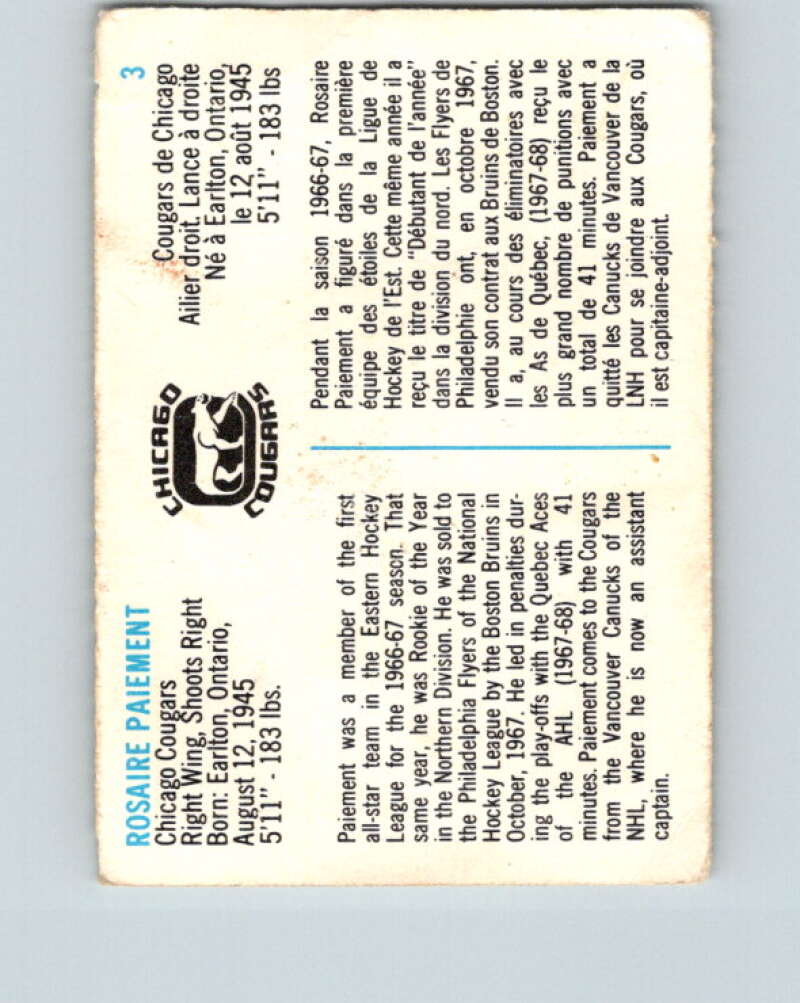 ROSAIRE PAIEMENT
Chicago Cougars
Right Wing, Shoots Right
Born: Earlton, Ontario,
August 12, 1945
5'11" - 183 lbs.
CHICAGO
COUGARS
3
Cougars de Chicago
Ailier droit. Lance à droite
Né à Earlton, Ontario,
le 12 août 1945
5'11" - 183 lbs
Paiement was a member of the first
all-star team in the Eastern Hockey
League for the 1966-67 season. That
same year, he was Rookie of the Year
in the Northern Division. He was sold to
the Philadelphia Flyers of the National
Hockey League by the Boston Bruins in
October, 1967. He led in penalties dur-
ing the play-offs with the Quebec Aces
of the AHL (1967-68) with 41
minutes. Paiement comes to the Cougars
from the Vancouver Canucks of the
NHL, where he is now an assistant
captain.
Pendant la saison 1966-67, Rosaire
Paiement a figuré dans la première
équipe des étoiles de la Ligue de
Hockey de l'Est. Cette même année il a
reçu le titre de "Débutant de l'année"
dans la division du nord. Les Flyers de
Philadelphie ont, en octobre 1967,
vendu son contrat aux Bruins de Boston.
Il a, au cours des éliminatoires avec
les As de Québec, (1967-68) reçu le
plus grand nombre de punitions avec
un total de 41 minutes. Paiement a
quitté les Canucks de Vancouver de la
LNH pour se joindre aux Cougars, où
il est capitaine-adjoint.